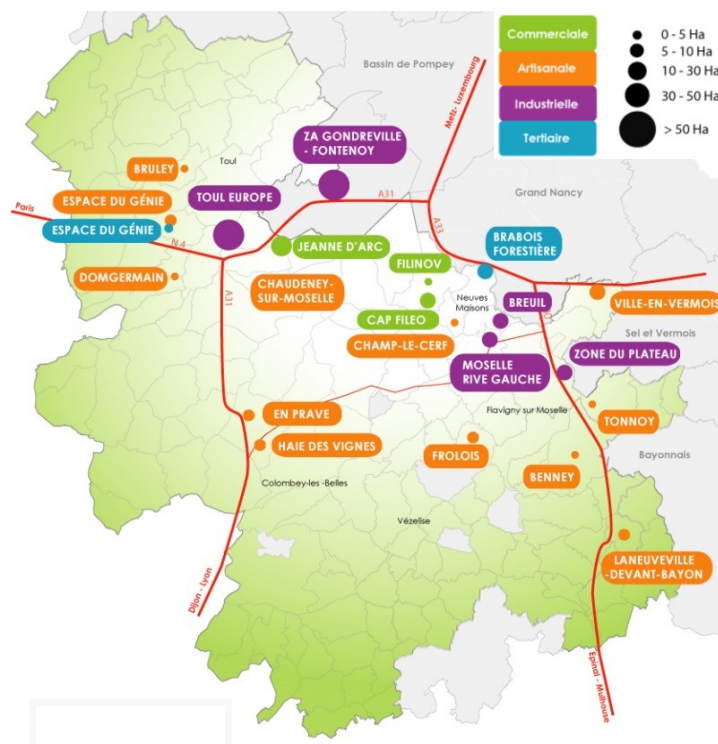 Commerciale
Artisanale
Industrielle
Tertiaire
0 - 5 Ha
5 - 10 Ha
10 - 30 Ha
30 - 50 Ha
> 50 Ha
Bassin de Pompey
Metz- Luxembourg
ZA GONDREVILLE
- FONTENOY
Toul
BRULEY
Grand Nancy
A31
ESPACE DU GÉNIE
TOUL EUROPE
Paris
ESPACE DU GÉNIE
N 4
A33
JEANNE D'ARC
BRABOIS
FORESTIÈRE
FILINOV
DOMGERMAIN
CHAUDENEY-
SUR-MOSELLE
A31
Neuves
Maisons
BREUIL
VILLE-EN-VERMOIS
CAP FILEO
CHAMP-LE-CERF
Sel et Vermois
MOSELLE
RIVE GAUCHE
ZONE DU PLATEAU
EN PRAVE
Flavigny sur Moselle
TONNOY
HAIE DES VIGNES
FROLOIS
BENNEY
Bayonnais
Colombey-les -Belles
Vézelise
LANEUVEVILLE
-DEVANT-BAYON
Dijon - Lyon
Epinal - Mulhouse